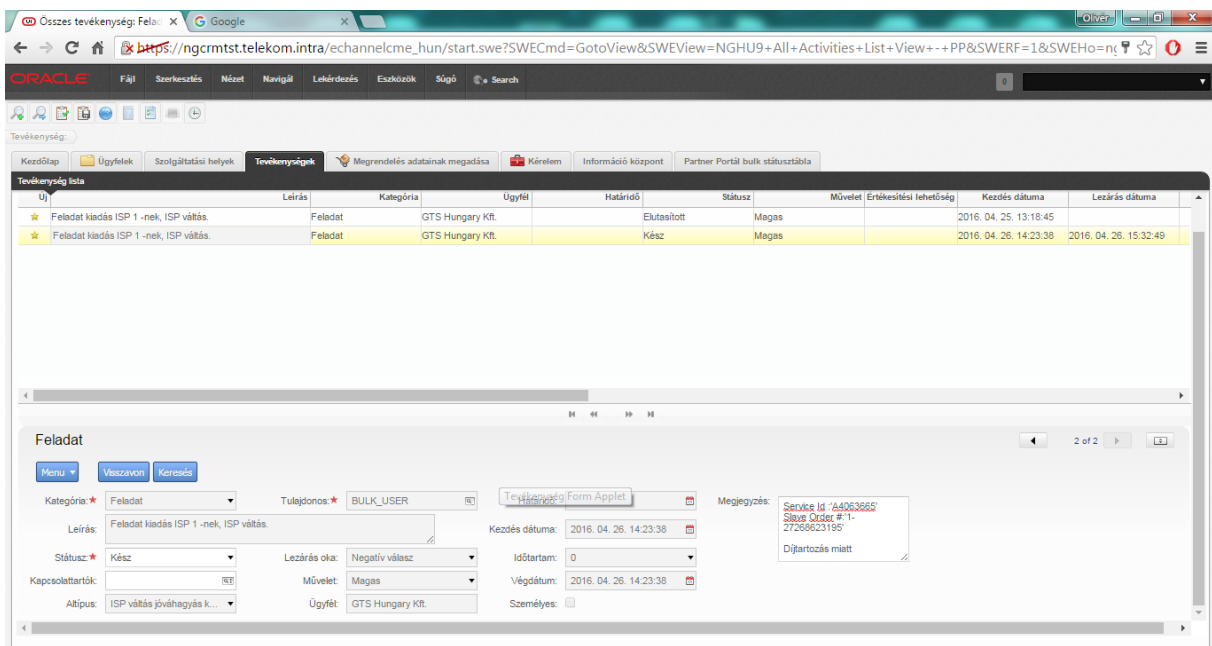 Összes tevékenység: Felad
Google
Olivér
https://ngcrmtst.telekom.intra/echannelcme_hun/start.swe?SWECmd=GotoView&SWEView=NGHU9+All+Activities+List+View+-+PP&SWERF=1&SWEHo=ng
ORACLE Fájl Szerkesztés Nézet Navigál Lekérdezés Eszközök Súgó Search 0
Tevékenység:
Kezdőlap Ügyfelek Szolgáltatási helyek Tevékenységek Megrendelés adatainak megadása Kérelem Információ központ Partner Portál bulk státusztábla
Tevékenység lista
Új Leírás Kategória Ügyfél Határidő Státusz Művelet Értékesítési lehetőség Kezdés dátuma Lezárás dátuma
Feladat kiadás ISP 1 -nek, ISP váltás. Feladat GTS Hungary Kft. Elutasított Magas 2016. 04. 25. 13:18:45
Feladat kiadás ISP 1 -nek, ISP váltás. Feladat GTS Hungary Kft. Kész Magas 2016. 04. 26. 14:23:38 2016. 04. 26. 15:32:49
Feladat 2 of 2
Menu Visszavon Keresés
Kategória:★ Feladat Tulajdonos:★ BULK_USER Tevékenység Form Applet Megjegyzés:
Service Id :'A4063665'
Slave Order #:'1-
27268623195'
Díjtartozás miatt
Leírás: Feladat kiadás ISP 1 -nek, ISP váltás. Kezdés dátuma: 2016. 04. 26. 14:23:38
Státusz:★ Kész Lezárás oka: Negatív válasz Időtartam: 0
Kapcsolattartók: Művelet: Magas Végdátum: 2016. 04. 26. 14:23:38
Altípus: ISP váltás jóváhagyás k... Ügyfél: GTS Hungary Kft. Személyes: